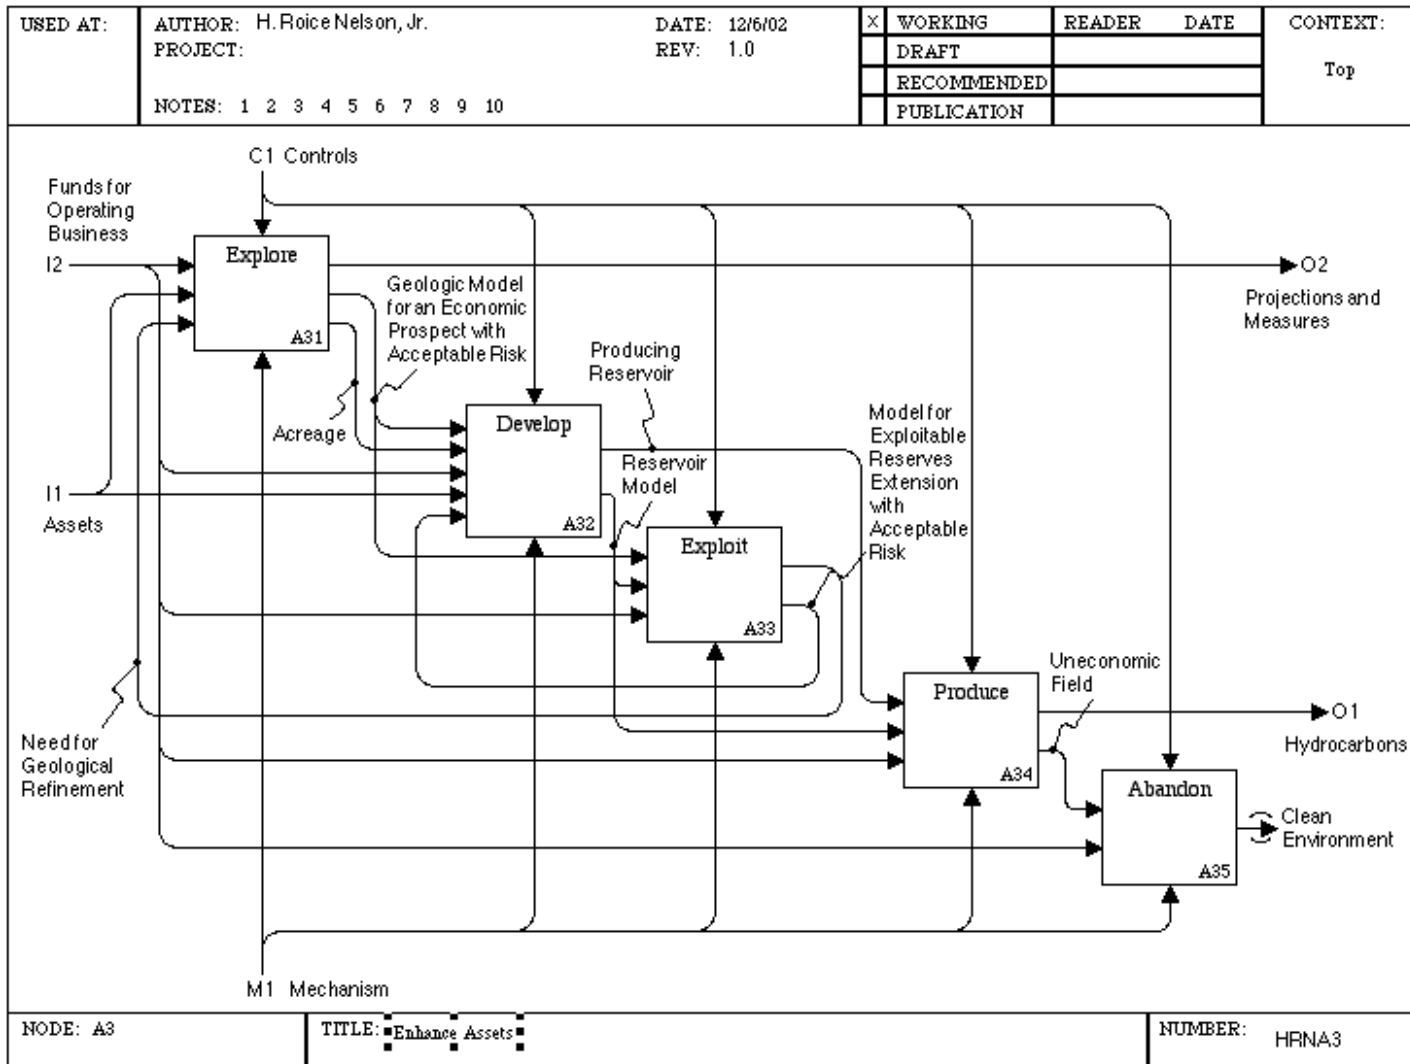 USED AT:
AUTHOR: H. Roice Nelson, Jr.
DATE: 12/6/02
PROJECT:
REV: 1.0
NOTES: 1 2 3 4 5 6 7 8 9 10
X WORKING
DRAFT
RECOMMENDED
PUBLICATION
READER DATE
CONTEXT:
Top
C1 Controls
Funds for
Operating
Business
I2
Explore
A31
O2
Projections and
Measures
Geologic Model
for an Economic
Prospect with
Acceptable Risk
Acreage
Producing
Reservoir
Develop
A32
Reservoir
Model
Model for
Exploitable
Reserves
Extension
with
Acceptable
Risk
I1
Assets
Exploit
A33
Uneconomic
Field
Produce
A34
O1
Hydrocarbons
Need for
Geological
Refinement
Abandon
A35
Clean
Environment
M1 Mechanism
NODE: A3
TITLE: Enhance Assets
NUMBER: HRNA3